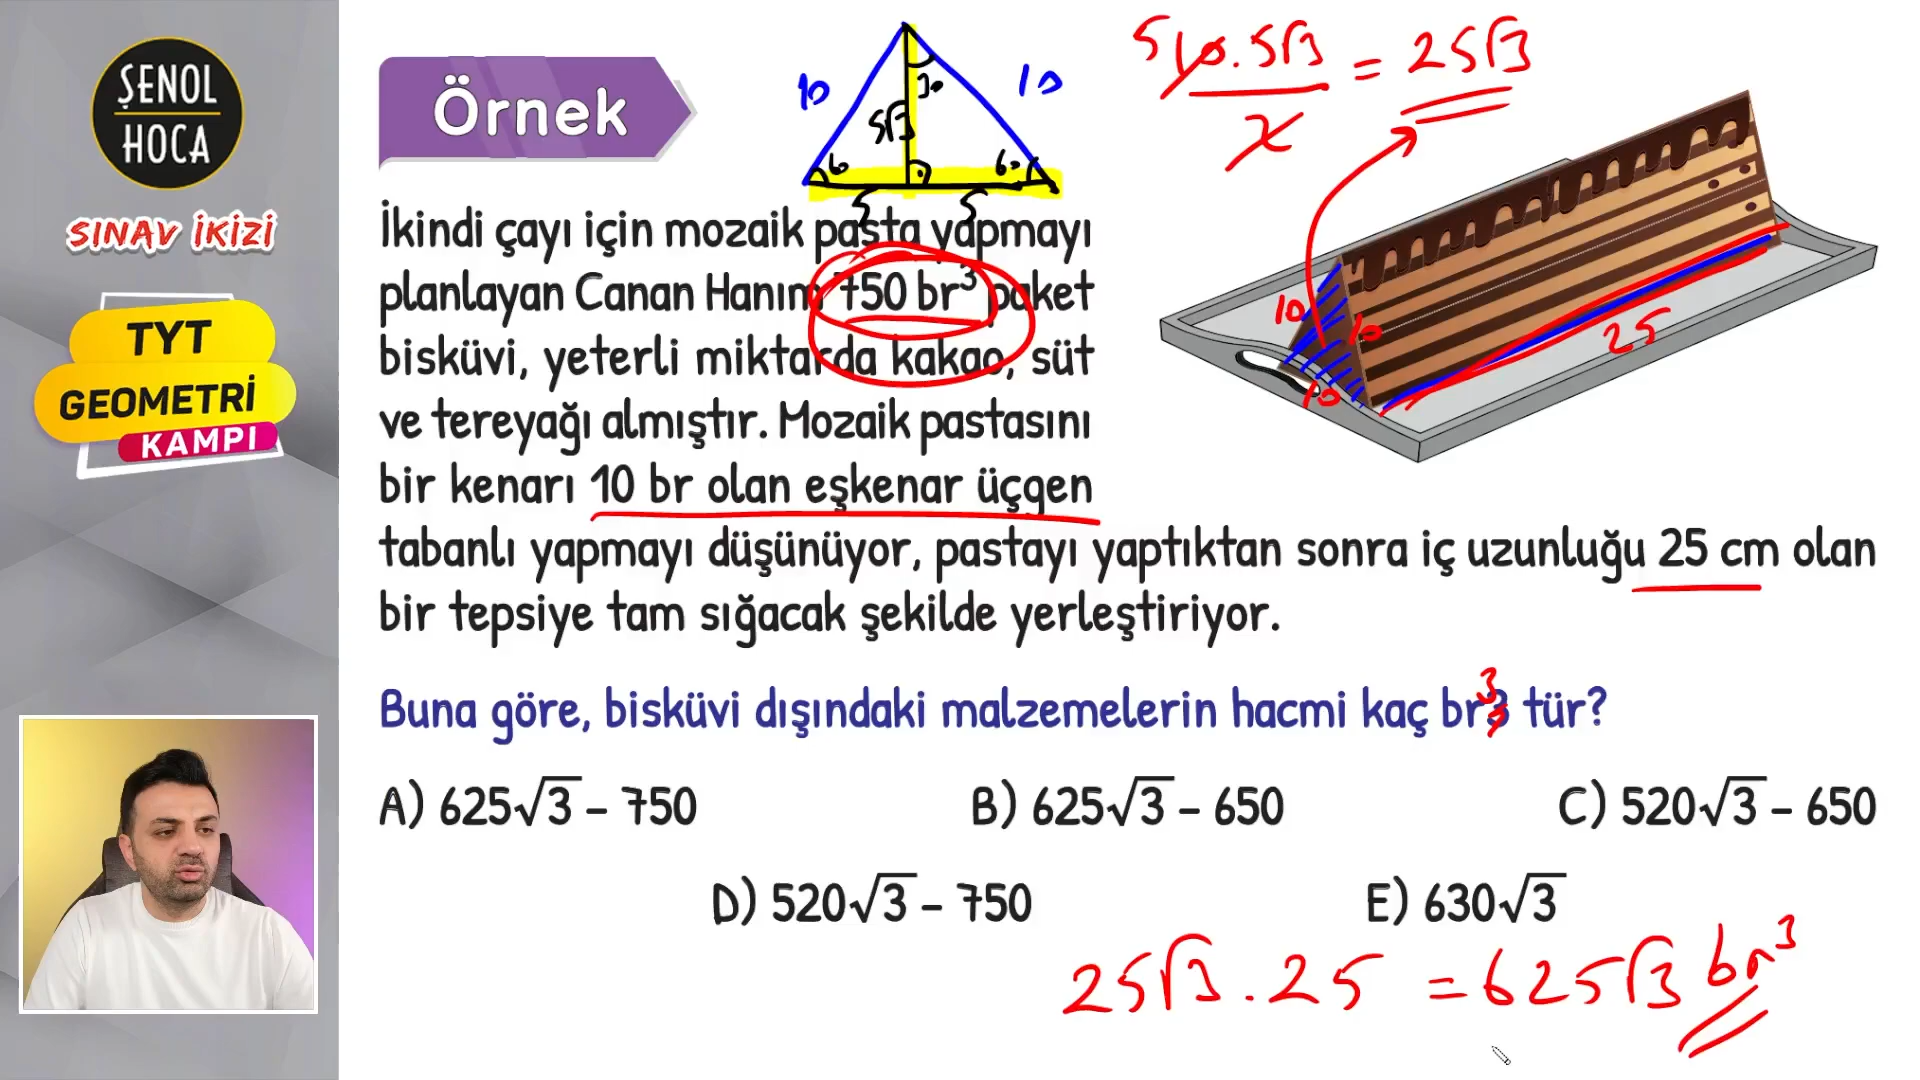 ŞENOL
HOCA
SINAV İKİZİ
TYT
GEOMETRİ
KAMPI
Örnek
10
10
30
5√3
60
60
5
5
5 10.5√3 = 25√3
2
İkindi çayı için mozaik pasta yapmayı
planlayan Canan Hanım 750 br³ paket
bisküvi, yeterli miktarda kakao, süt
ve tereyağı almıştır. Mozaik pastasını
bir kenarı 10 br olan eşkenar üçgen
tabanlı yapmayı düşünüyor, pastayı yaptıktan sonra iç uzunluğu 25 cm olan
bir tepsiye tam sığacak şekilde yerleştiriyor.
10
10
10
25
Buna göre, bisküvi dışındaki malzemelerin hacmi kaç br³ tür?
A) 625√3 – 750
B) 625√3 – 650
C) 520√3 – 650
D) 520√3 – 750
E) 630√3
25√3 . 25 = 625√3 br³